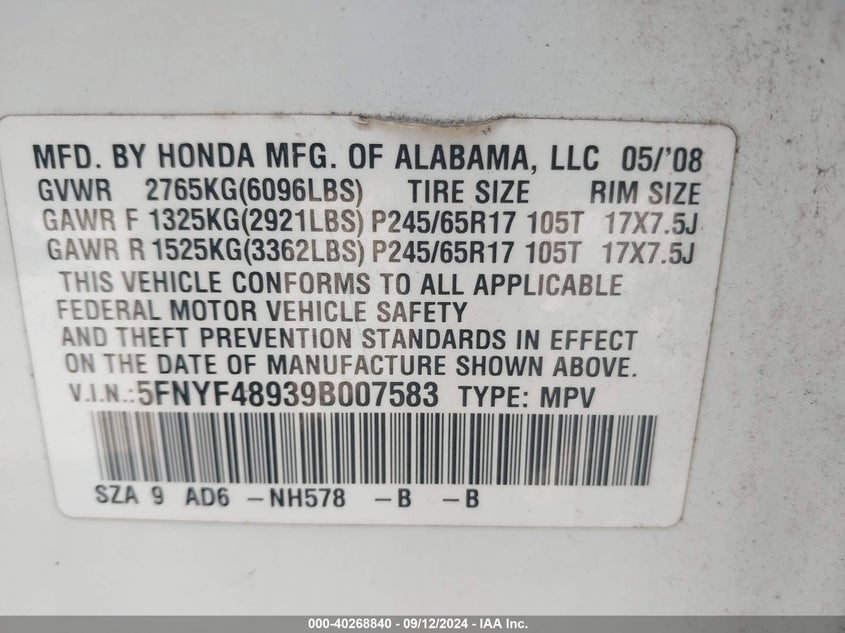 MFD. BY HONDA MFG. OF ALABAMA, LLC 05/'08
GVWR 2765KG(6096LBS) TIRE SIZE RIM SIZE
GAWR F 1325KG(2921LBS) P245/65R17 105T 17X7.5J
GAWR R 1525KG(3362LBS) P245/65R17 105T 17X7.5J
THIS VEHICLE CONFORMS TO ALL APPLICABLE
FEDERAL MOTOR VEHICLE SAFETY
AND THEFT PREVENTION STANDARDS IN EFFECT
ON THE DATE OF MANUFACTURE SHOWN ABOVE.
V.I.N.:5FNYF48939B007583 TYPE: MPV
SZA 9 AD6 -NH578 -B -B
000-40268840 - 09/12/2024 - IAA Inc.